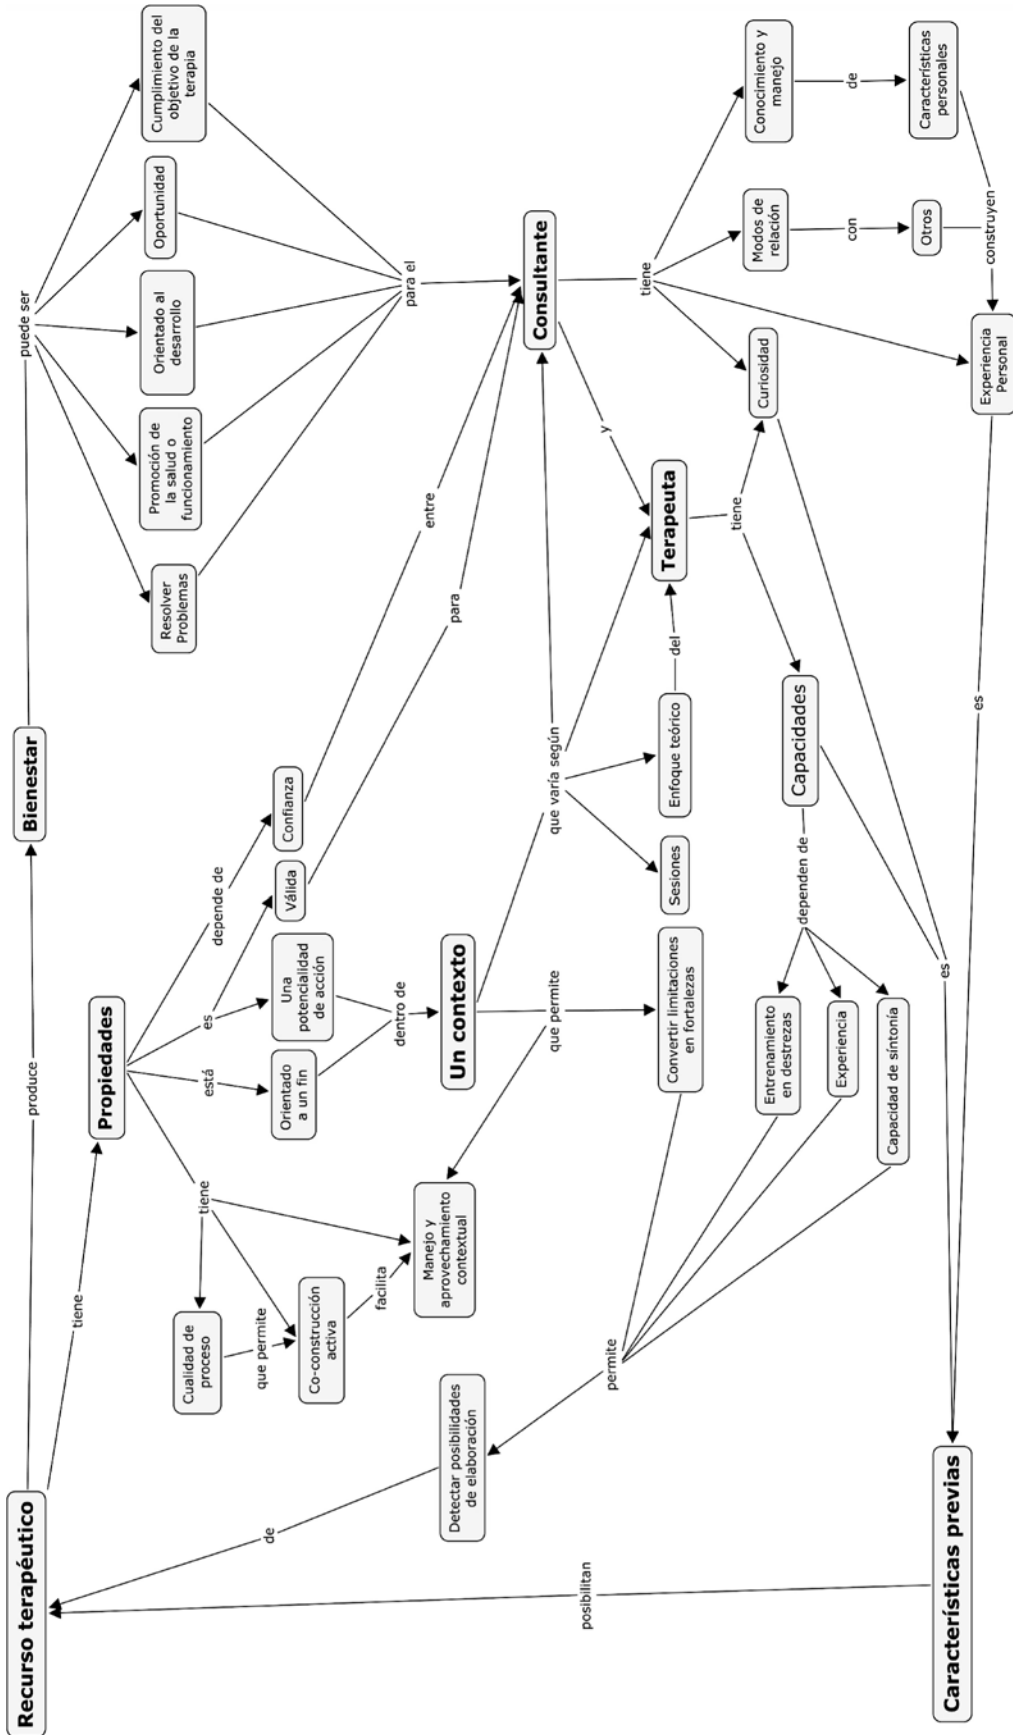 Recurso terapéutico
produce
Bienestar
puede ser
tiene
Propiedades
Resolver
Problemas
Promoción de
la salud o
funcionamiento
Orientado al
desarrollo
Oportunidad
Cumplimiento del
objetivo de la
terapia
tiene
está
es
depende de
Cualidad de
proceso
que permite
Co-construcción
activa
facilita
Orientado
a un fin
Una
potencialidad
de acción
Válida
Confianza
de
dentro de
para el
Manejo y
aprovechamiento
contextual
entre
para
Detectar posibilidades
de elaboración
Un contexto
Consultante
posibilitan
permite
que permite
que varía según
y
tiene
Convertir limitaciones
en fortalezas
Sesiones
Enfoque teórico
del
Terapeuta
tiene
Curiosidad
Modos de
relación
Conocimiento y
manejo
Entrenamiento
en destrezas
dependen de
Capacidades
con
de
Experiencia
Capacidad de síntonía
Otros
Características
personales
Características previas
es
es
construyen
Experiencia
Personal